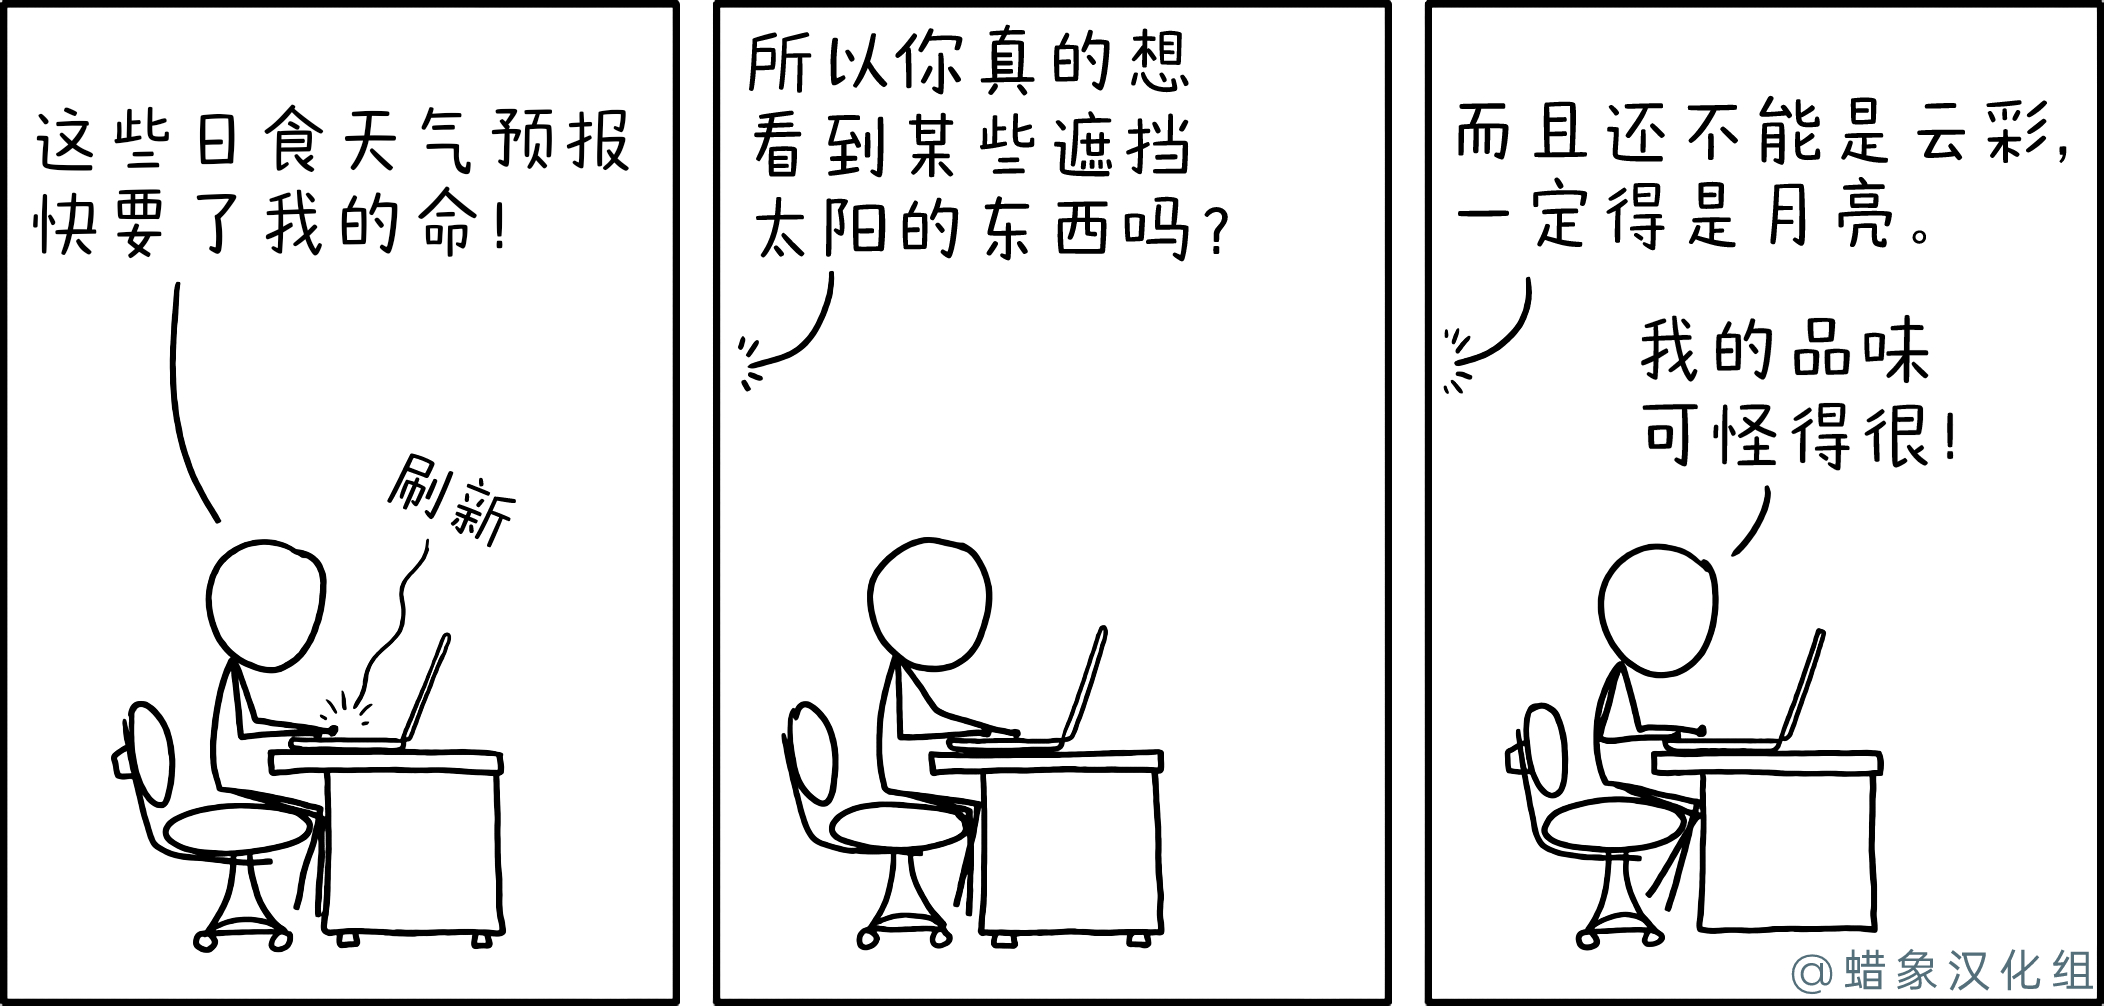 这些日食天气预报
快要了我的命！
刷新
所以你真的想
看到某些遮挡
太阳的东西吗？
而且还不能是云彩，
一定得是月亮。
我的品味
可怪得很！
@蜡象汉化组